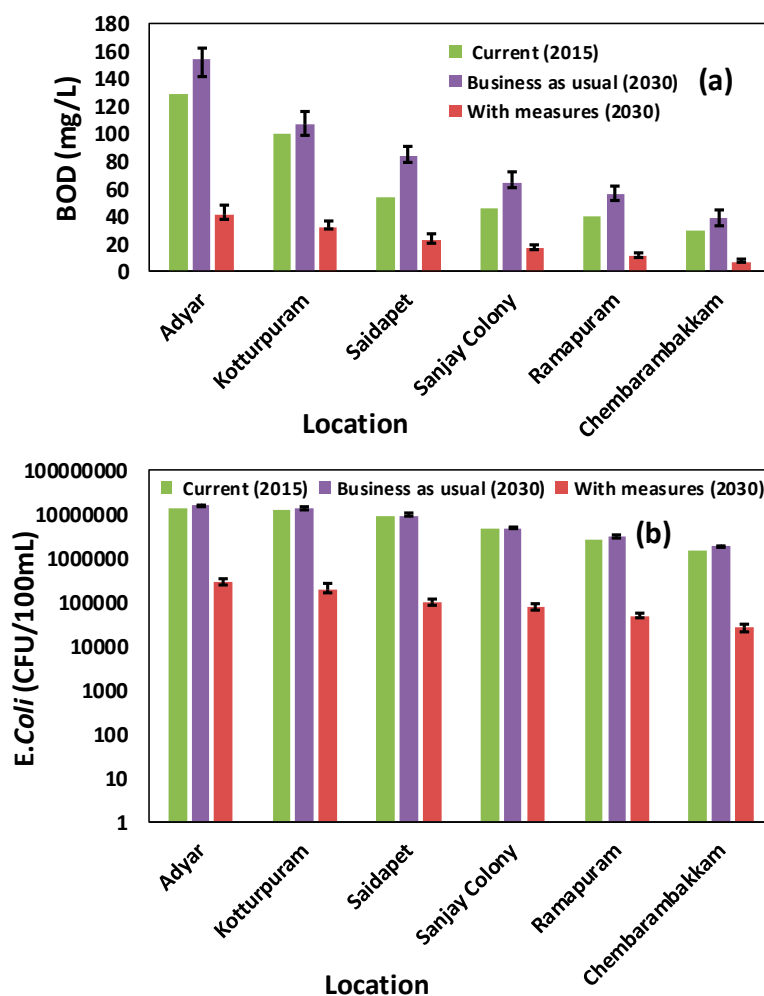 180
160
140
120
100
80
60
40
20
0
BOD (mg/L)
Current (2015)
Business as usual (2030)
With measures (2030)
(a)
Adyar
Kotturpuram
Saidapet
Sanjay Colony
Ramapuram
Chembarambakkam
Location
100000000
10000000
1000000
100000
10000
1000
100
10
1
E.Coli (CFU/100mL)
Current (2015) Business as usual (2030) With measures (2030)
(b)
Adyar
Kotturpuram
Saidapet
Sanjay Colony
Ramapuram
Chembarambakkam
Location